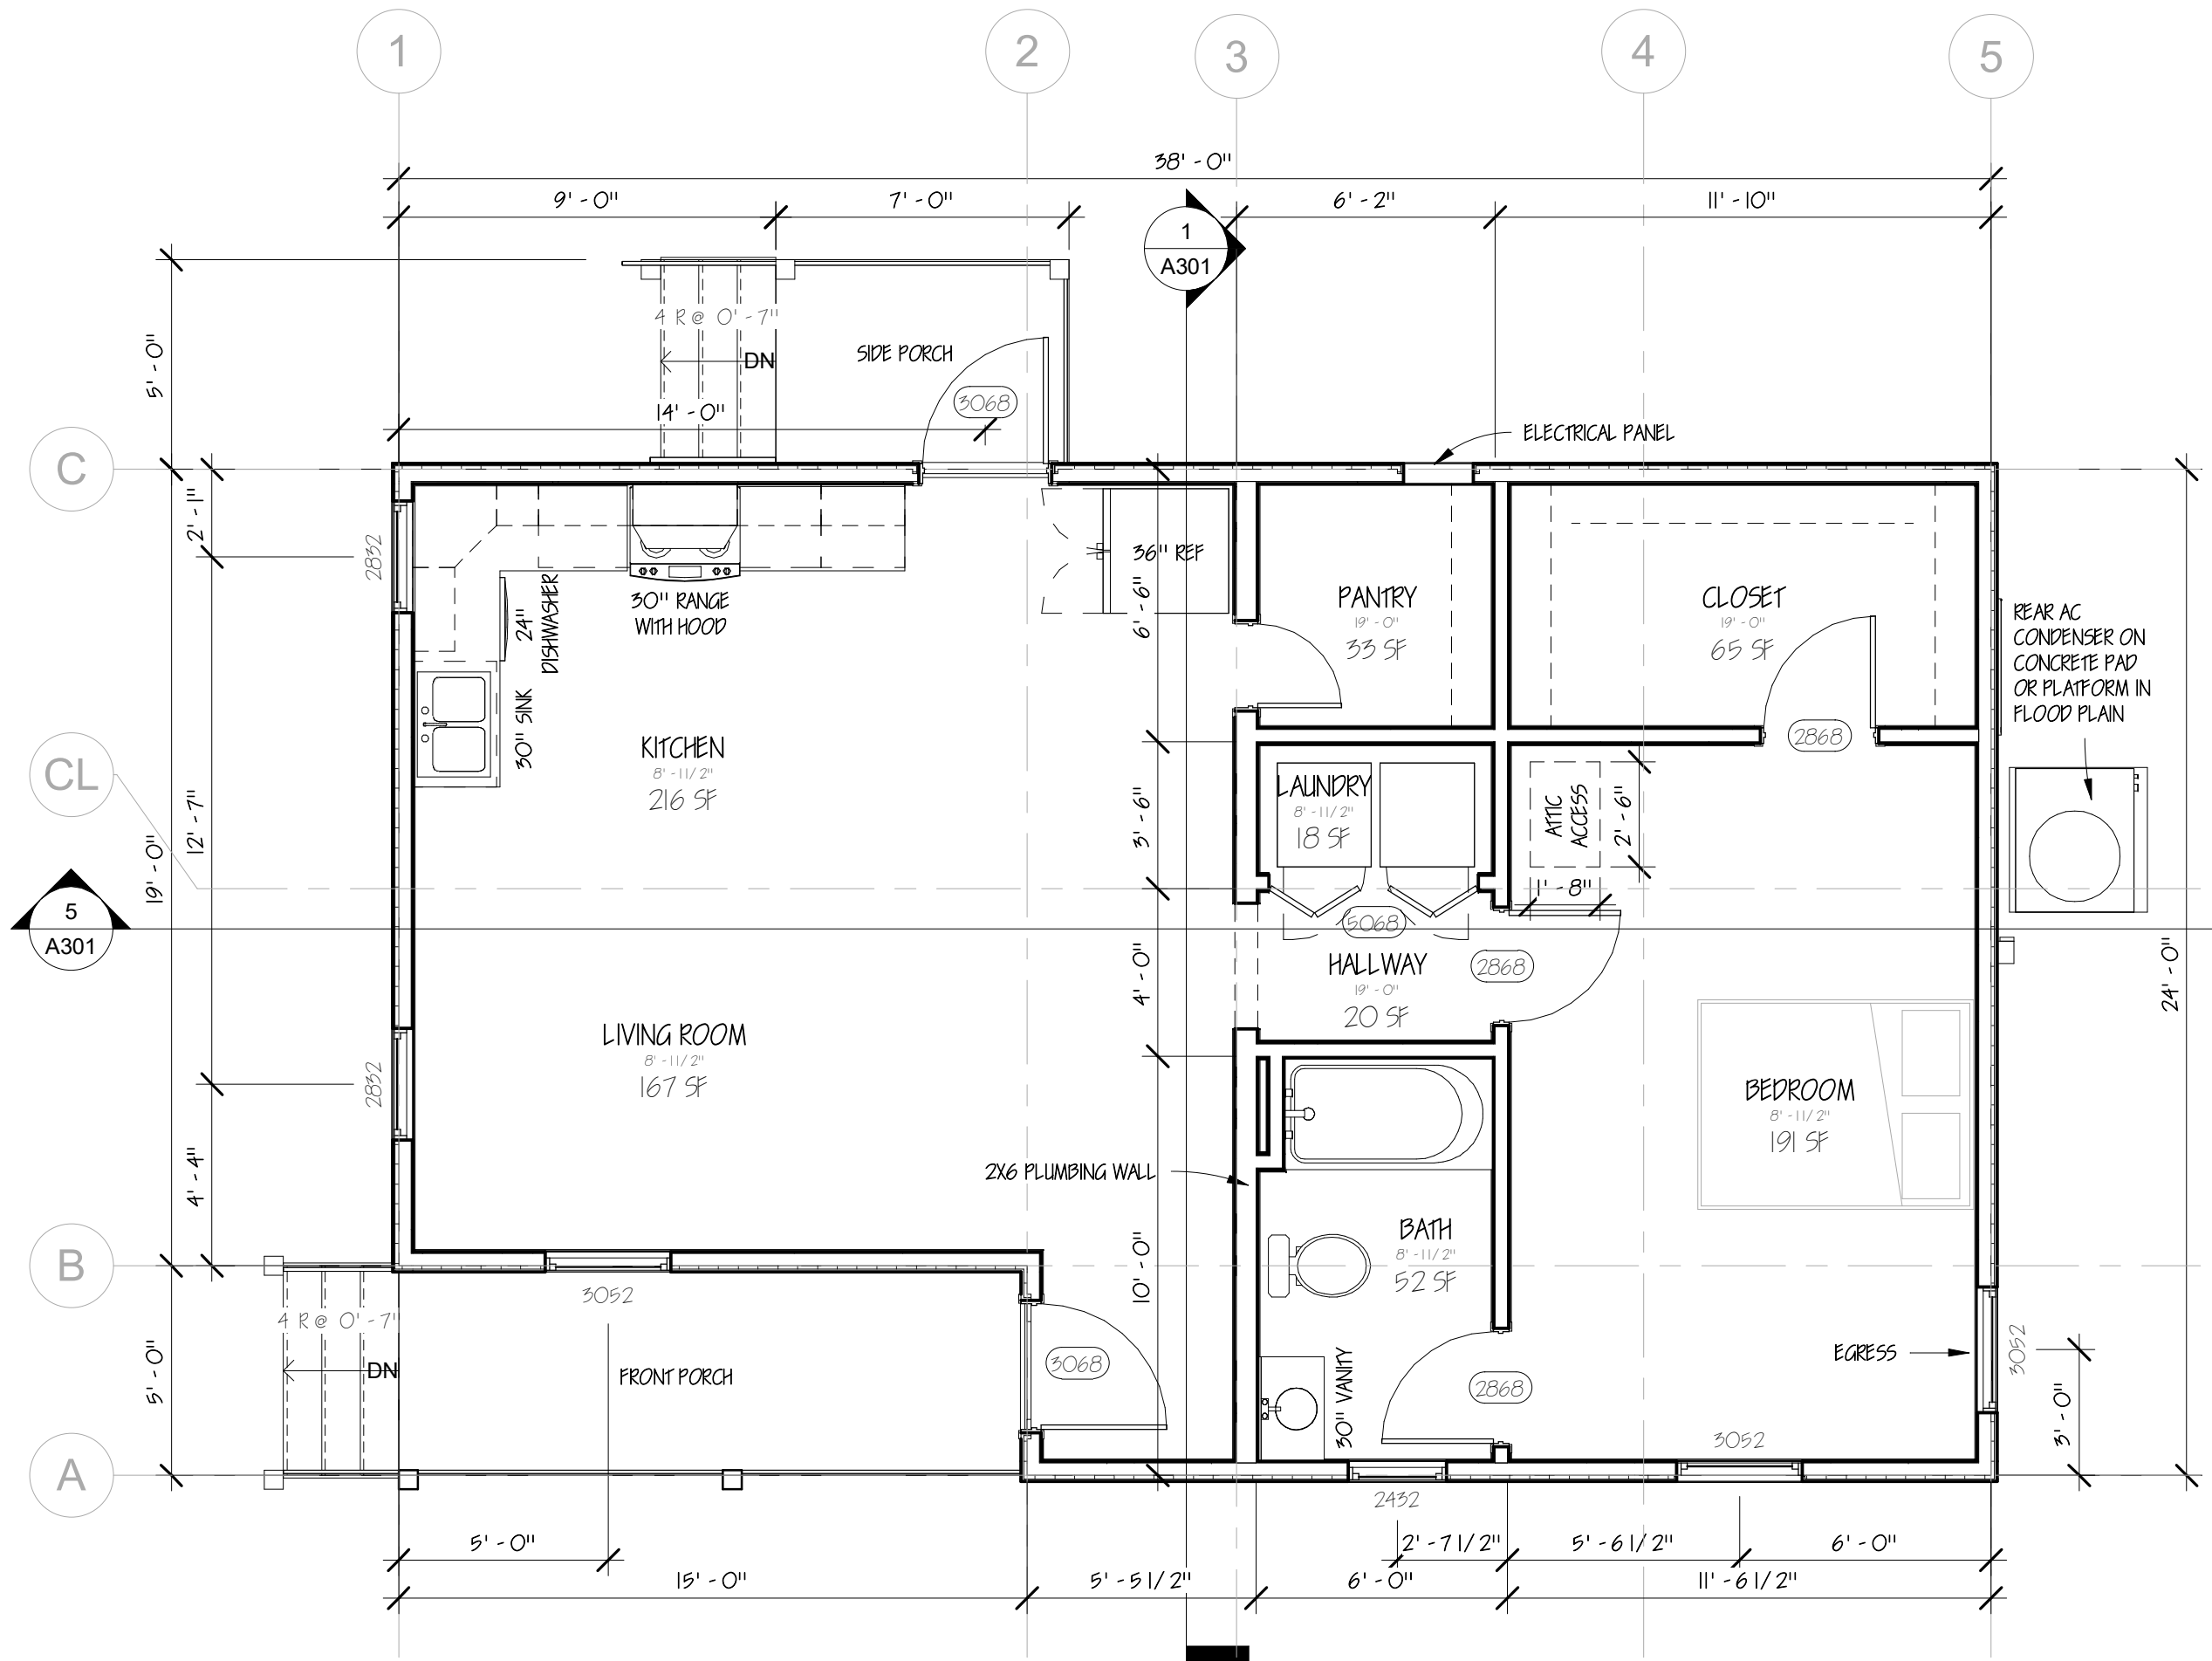 1
2
3
4
5
38' - 0"
9' - 0"
7' - 0"
6' - 2"
11' - 10"
1
A301
5' - 0"
4 R @ 0' - 7"
DN
SIDE PORCH
3068
14' - 0"
ELECTRICAL PANEL
C
2' - 1"
2832
36" REF
30" RANGE
WITH HOOD
24"
DISHWASHER
30" SINK
6' - 6"
PANTRY
19' - 0"
33 SF
CLOSET
19' - 0"
65 SF
REAR AC
CONDENSER ON
CONCRETE PAD
OR PLATFORM IN
FLOOD PLAIN
2868
KITCHEN
8' - 11/2"
216 SF
CL
12' - 7"
19' - 0"
3' - 6"
LAUNDRY
8' - 11/2"
18 SF
ATTIC
ACCESS
2' - 6"
1' - 8"
5
A301
5068
4' - 0"
HALLWAY
19' - 0"
20 SF
2868
24' - 0"
LIVING ROOM
8' - 11/2"
167 SF
2832
BEDROOM
8' - 11/2"
191 SF
4' - 4"
2X6 PLUMBING WALL
BATH
8' - 11/2"
52 SF
B
10' - 0"
3052
4 R @ 0' - 7"
DN
5' - 0"
FRONT PORCH
3068
30" VANITY
2868
EGRESS
3052
3' - 0"
3052
A
2432
5' - 0"
2' - 7 1/2"
5' - 6 1/2"
6' - 0"
15' - 0"
5' - 5 1/2"
6' - 0"
11' - 6 1/2"